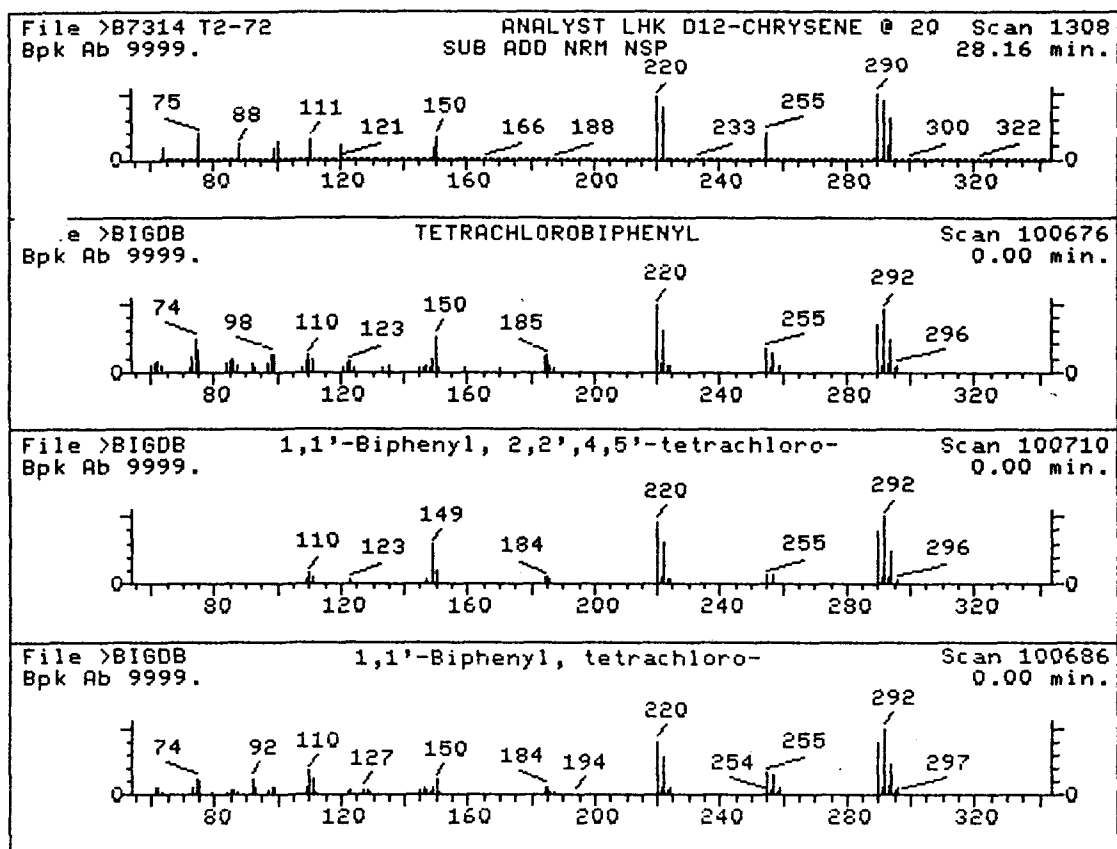 File >B7314 T2-72 ANALYST LHK D12-CHRYSENE @ 20 Scan 1308
Bpk Ab 9999. SUB ADD NRM NSP 28.16 min.
220 290
75 88 111 121 150 166 188 233 255 300 322
0 0
80 120 160 200 240 280 320
e >BIGDB TETRACHLOROBIPHENYL Scan 100676
Bpk Ab 9999. 0.00 min.
220 292
74 98 110 123 150 185 255 296
0 0
80 120 160 200 240 280 320
File >BIGDB 1,1'-Biphenyl, 2,2',4,5'-tetrachloro- Scan 100710
Bpk Ab 9999. 0.00 min.
220 292
110 123 149 184 255 296
0 0
80 120 160 200 240 280 320
File >BIGDB 1,1'-Biphenyl, tetrachloro- Scan 100686
Bpk Ab 9999. 0.00 min.
220 292
74 92 110 127 150 184 194 254 255 297
0 0
80 120 160 200 240 280 320